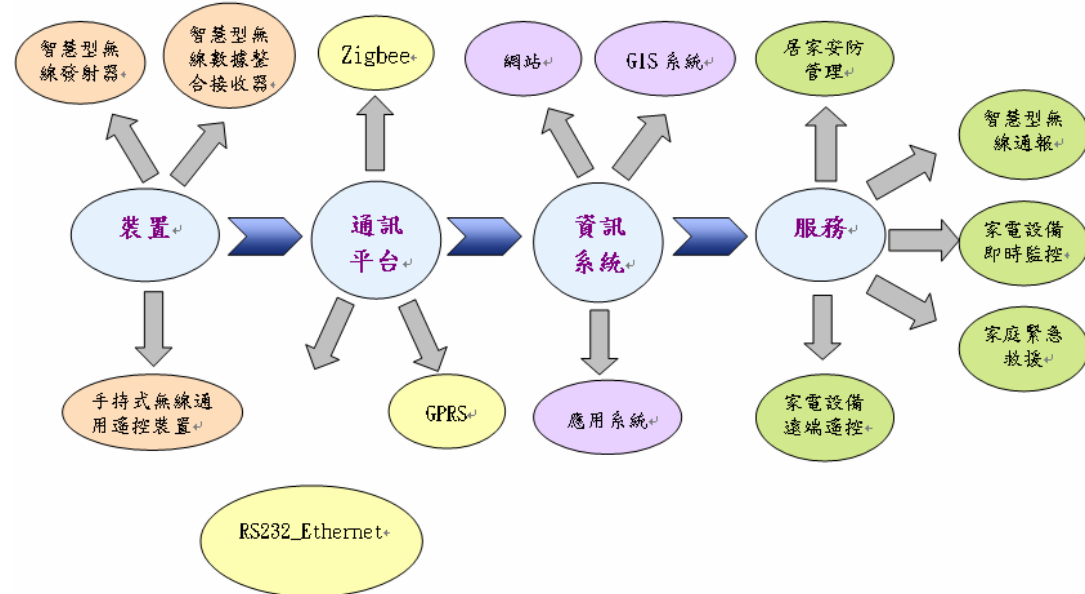 智慧型無
線發射器
智慧型無
線數據整
合接收器
Zigbee
網站
GIS 系統
居家安防
管理
智慧型無
線通報
裝置
通訊
平台
資訊
系統
服務
家電設備
即時監控
家庭緊急
救援
手持式無線通
用遙控裝置
GPRS
應用系統
家電設備
遠端遙控
RS232_Ethernet